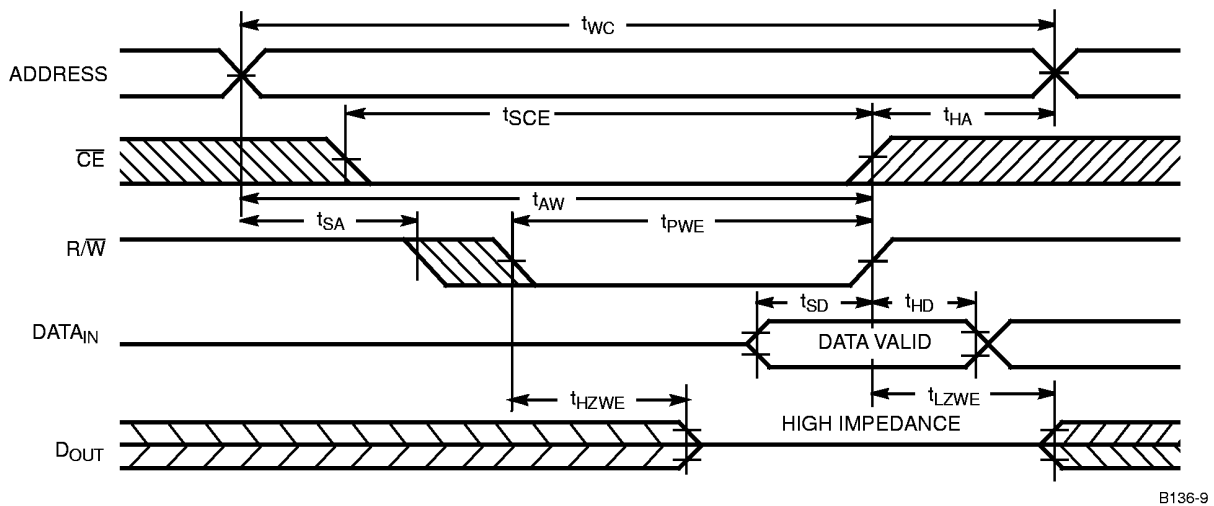 tWC
ADDRESS
tSCE
tHA
CE
tAW
tSA
tPWE
R/W
tSD
tHD
DATAIN
DATA VALID
tHZWE
tLZWE
HIGH IMPEDANCE
DOUT
B136-9